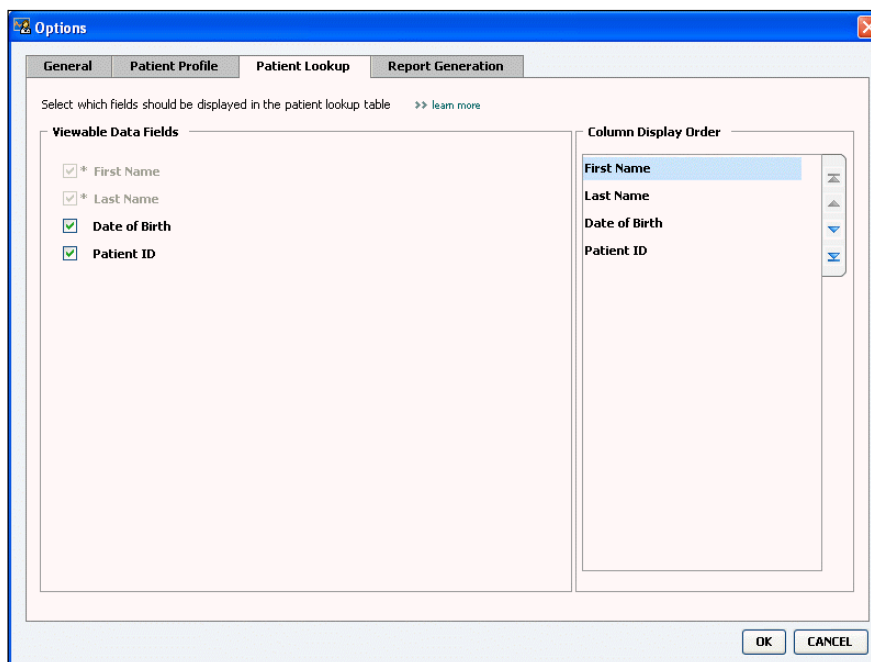 Options
General
Patient Profile
Patient Lookup
Report Generation
Select which fields should be displayed in the patient lookup table >> learn more
Viewable Data Fields
* First Name
* Last Name
Date of Birth
Patient ID
Column Display Order
First Name
Last Name
Date of Birth
Patient ID
OK
CANCEL